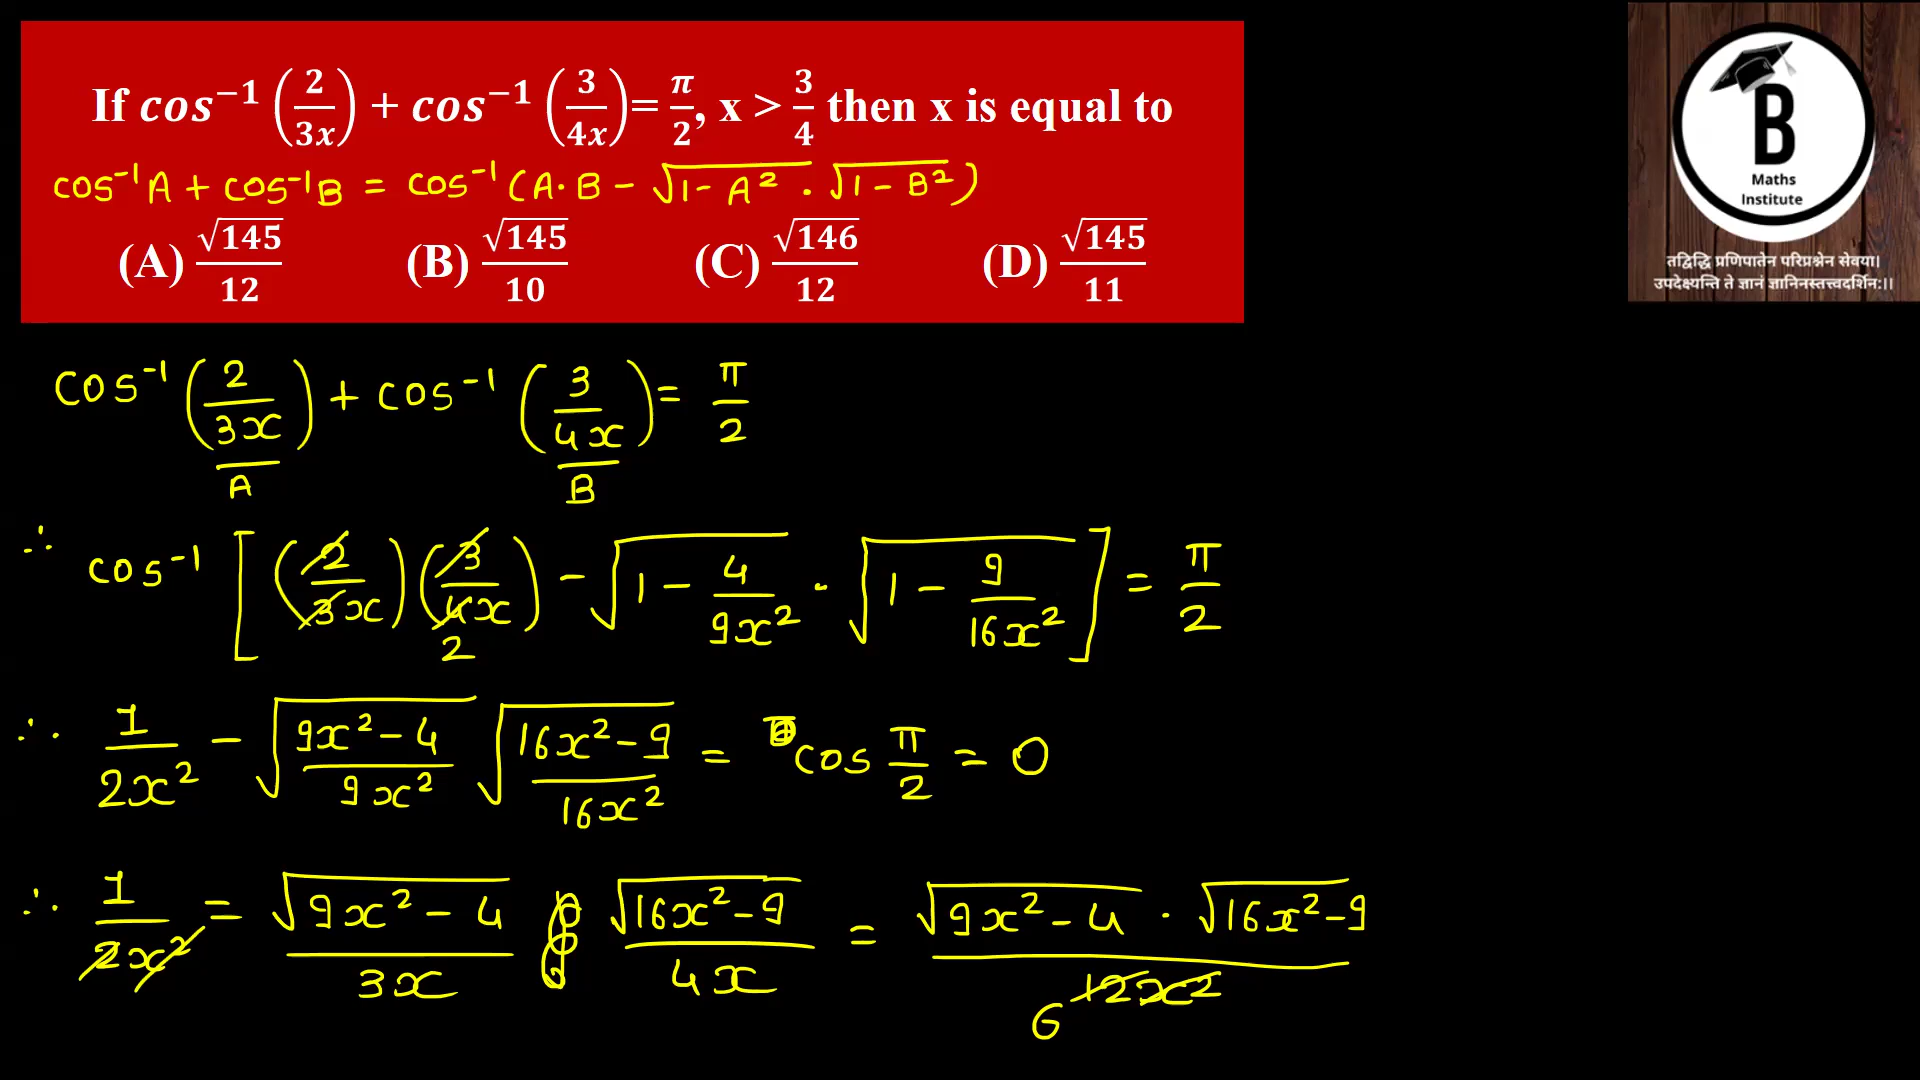 If cos⁻¹(2/3x) + cos⁻¹(3/4x) = π/2, x > 3/4 then x is equal to
cos⁻¹A + cos⁻¹B = cos⁻¹(A·B − √1−A² · √1−B²)
(A) √145/12 (B) √145/10 (C) √146/12 (D) √145/11
B
Maths
Institute
तद्विद्धि प्रणिपातेन परिप्रश्नेन सेवया।
उपदेक्ष्यन्ति ते ज्ञानं ज्ञानिनस्तत्त्वदर्शिन:।।
cos⁻¹(2/3x) + cos⁻¹(3/4x) = π/2
A B
∴ cos⁻¹[(2/3x)(3/4x) − √1 − 4/9x² · √1 − 9/16x²] = π/2
2
∴ 1/2x² − √9x²−4/9x² √16x²−9/16x² = cos π/2 = 0
∴ 1/2x² = √9x²−4/3x √16x²−9/4x = √9x²−4 · √16x²−9/12x²
6